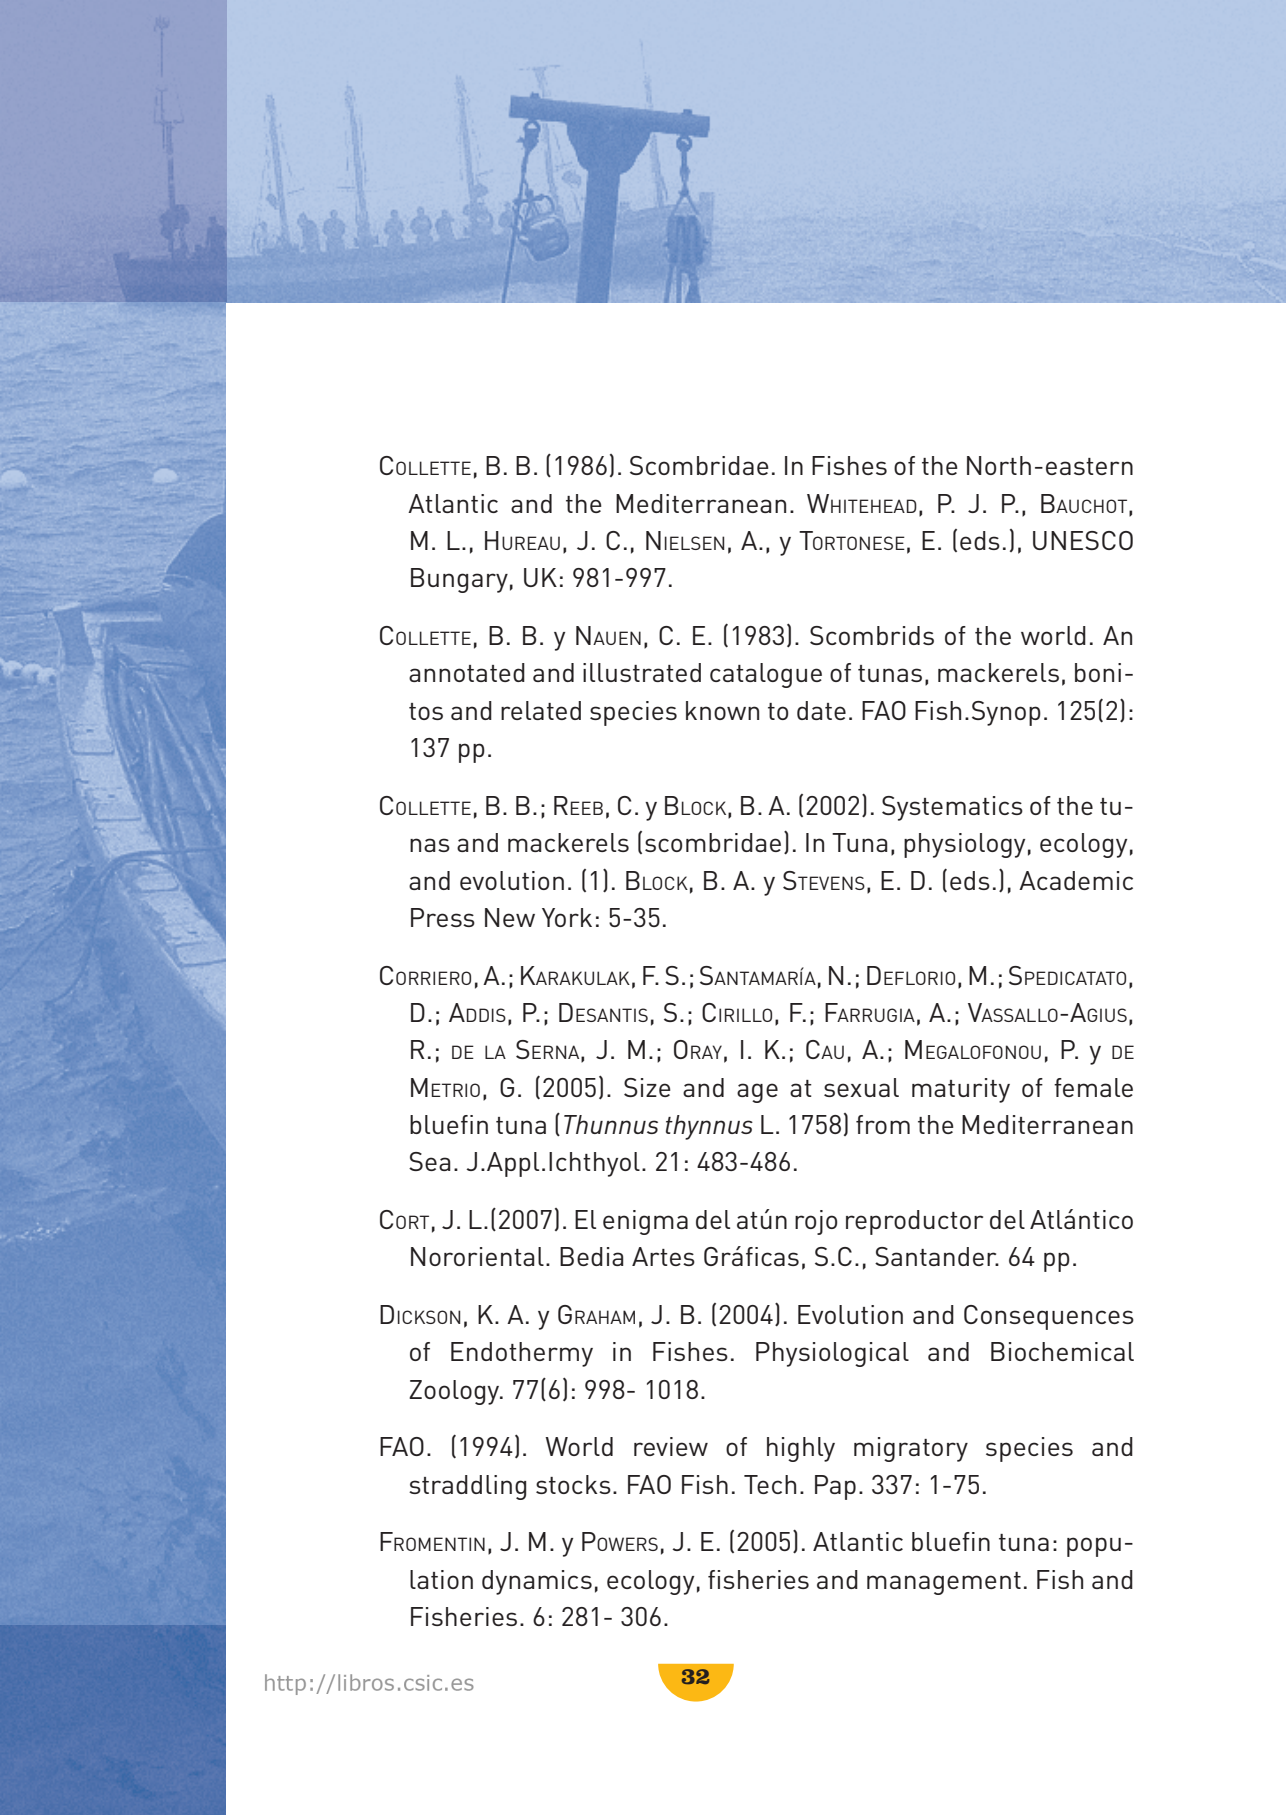 COLLETTE, B. B. (1986). Scombridae. In Fishes of the North-eastern
Atlantic and the Mediterranean. WHITEHEAD, P. J. P., BAUCHOT,
M. L., HUREAU, J. C., NIELSEN, A., y TORTONESE, E. (eds.), UNESCO
Bungary, UK: 981-997.
COLLETTE, B. B. y NAUEN, C. E. (1983). Scombrids of the world. An
annotated and illustrated catalogue of tunas, mackerels, boni-
tos and related species known to date. FAO Fish.Synop. 125(2):
137 pp.
COLLETTE, B. B.; REEB, C. y BLOCK, B. A. (2002). Systematics of the tu-
nas and mackerels (scombridae). In Tuna, physiology, ecology,
and evolution. (1). BLOCK, B. A. y STEVENS, E. D. (eds.), Academic
Press New York: 5-35.
CORRIERO, A.; KARAKULAK, F. S.; SANTAMARÍA, N.; DEFLORIO, M.; SPEDICATATO,
D.; ADDIS, P.; DESANTIS, S.; CIRILLO, F.; FARRUGIA, A.; VASSALLO-AGIUS,
R.; DE LA SERNA, J. M.; ORAY, I. K.; CAU, A.; MEGALOFONOU, P. y DE
METRIO, G. (2005). Size and age at sexual maturity of female
bluefin tuna (Thunnus thynnus L. 1758) from the Mediterranean
Sea. J.Appl.Ichthyol. 21: 483-486.
CORT, J. L.(2007). El enigma del atún rojo reproductor del Atlántico
Nororiental. Bedia Artes Gráficas, S.C., Santander. 64 pp.
DICKSON, K. A. y GRAHAM, J. B. (2004). Evolution and Consequences
of Endothermy in Fishes. Physiological and Biochemical
Zoology. 77(6): 998- 1018.
FAO. (1994). World review of highly migratory species and
straddling stocks. FAO Fish. Tech. Pap. 337: 1-75.
FROMENTIN, J. M. y POWERS, J. E. (2005). Atlantic bluefin tuna: popu-
lation dynamics, ecology, fisheries and management. Fish and
Fisheries. 6: 281- 306.
http://libros.csic.es
32